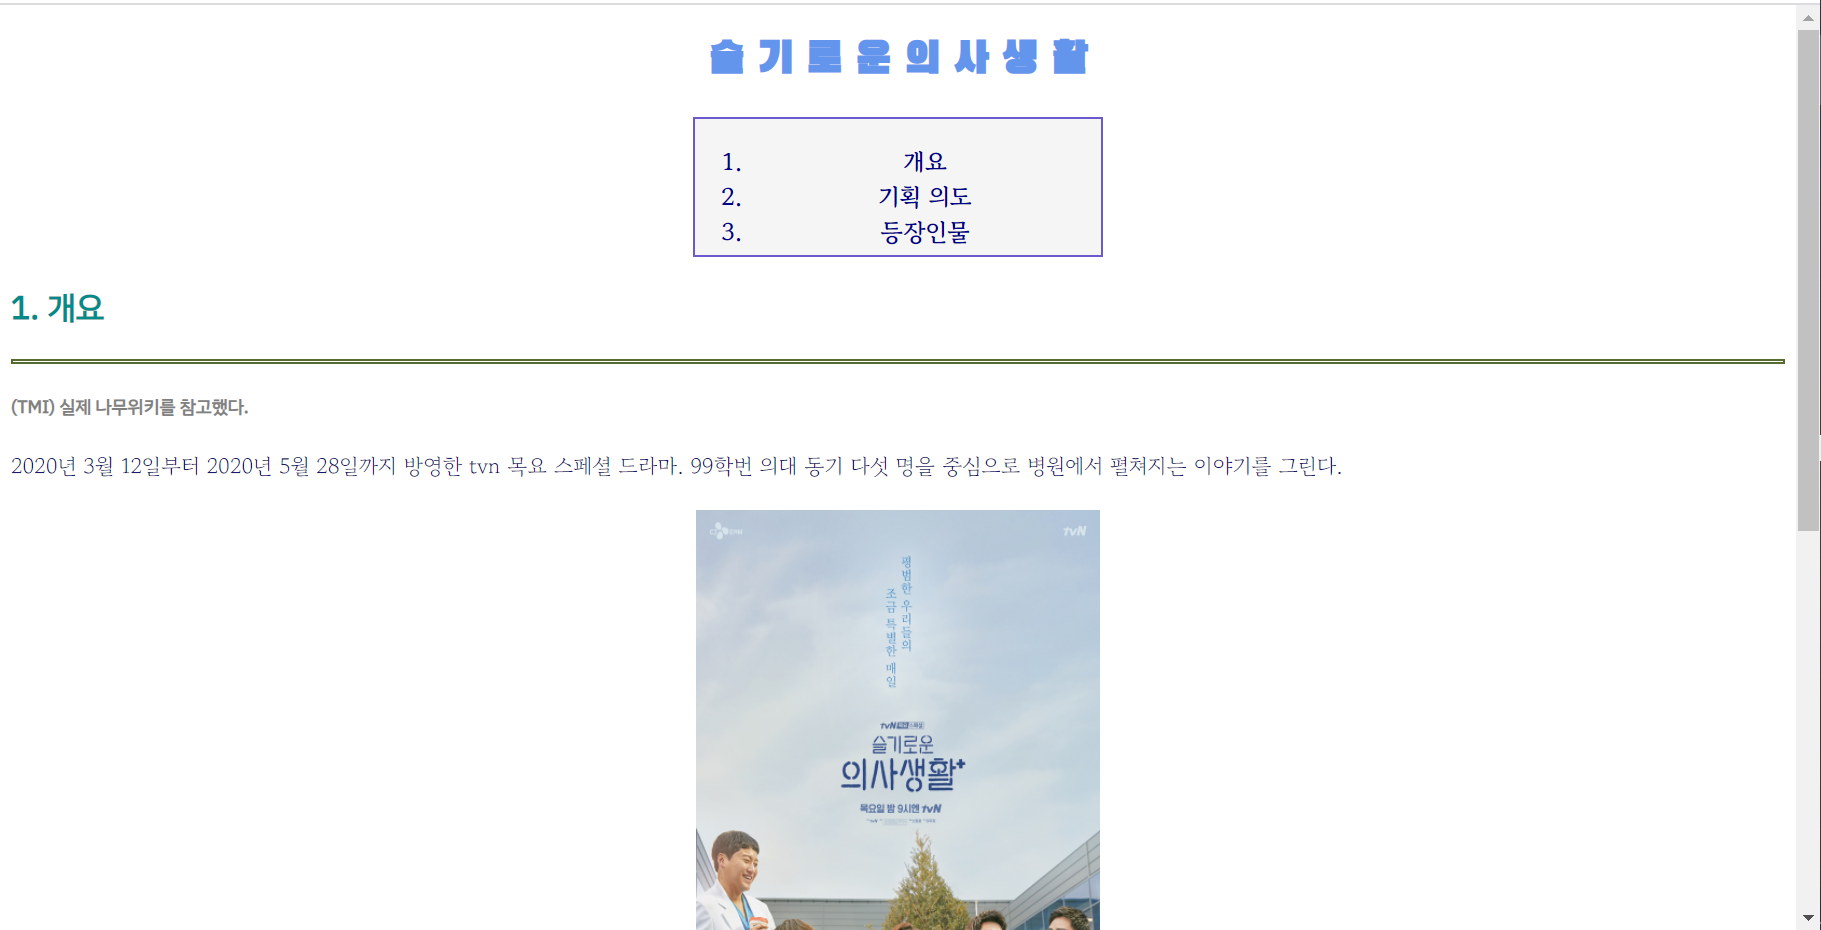 슬기로운의사생활
1. 개요
2. 기획 의도
3. 등장인물
1. 개요
(TMI) 실제 나무위키를 참고했다.
2020년 3월 12일부터 2020년 5월 28일까지 방영한 tvn 목요 스페셜 드라마. 99학번 의대 동기 다섯 명을 중심으로 병원에서 펼쳐지는 이야기를 그린다.
tvN
평범한 우리들의
조금 특별한 매일
tvN
슬기로운
의사생활+
목요일 밤 9시엔 tvN